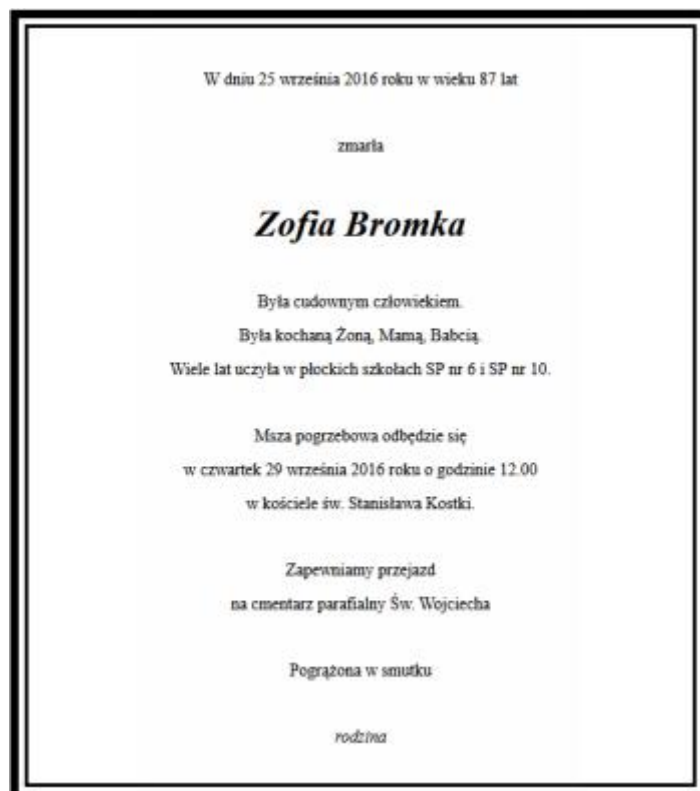 W dniu 25 września 2016 roku w wieku 87 lat
zmarła
Zofia Bromka
Była cudownym człowiekiem.
Była kochaną Żoną, Mamą, Babcią.
Wiele lat uczyła w płockich szkołach SP nr 6 i SP nr 10.
Msza pogrzebowa odbędzie się
w czwartek 29 września 2016 roku o godzinie 12.00
w kościele św. Stanisława Kostki.
Zapewniamy przejazd
na cmentarz parafialny Św. Wojciecha
Pogrążona w smutku
rodzina